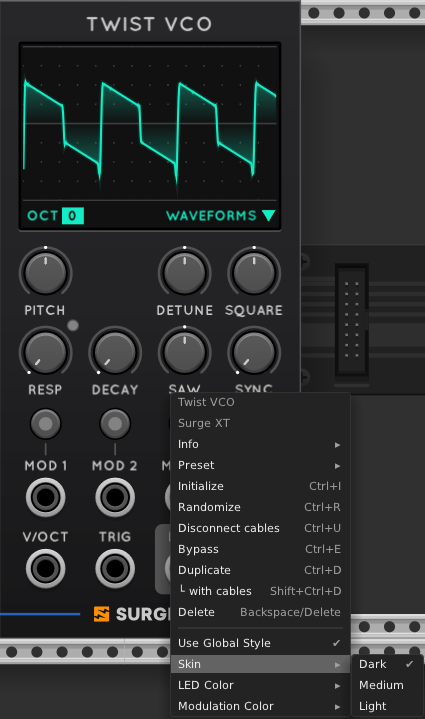 TWIST VCO
OCT 0 WAVEFORMS ▼
PITCH DETUNE SQUARE
RESP DECAY SAW SYNC
MOD 1 MOD 2
V/OCT TRIG
Twist VCO
Surge XT
Info ▸
Preset ▸
Initialize Ctrl+I
Randomize Ctrl+R
Disconnect cables Ctrl+U
Bypass Ctrl+E
Duplicate Ctrl+D
└ with cables Shift+Ctrl+D
Delete Backspace/Delete
Use Global Style ✔
Skin ▸
LED Color ▸
Modulation Color ▸
Dark ✔
Medium
Light